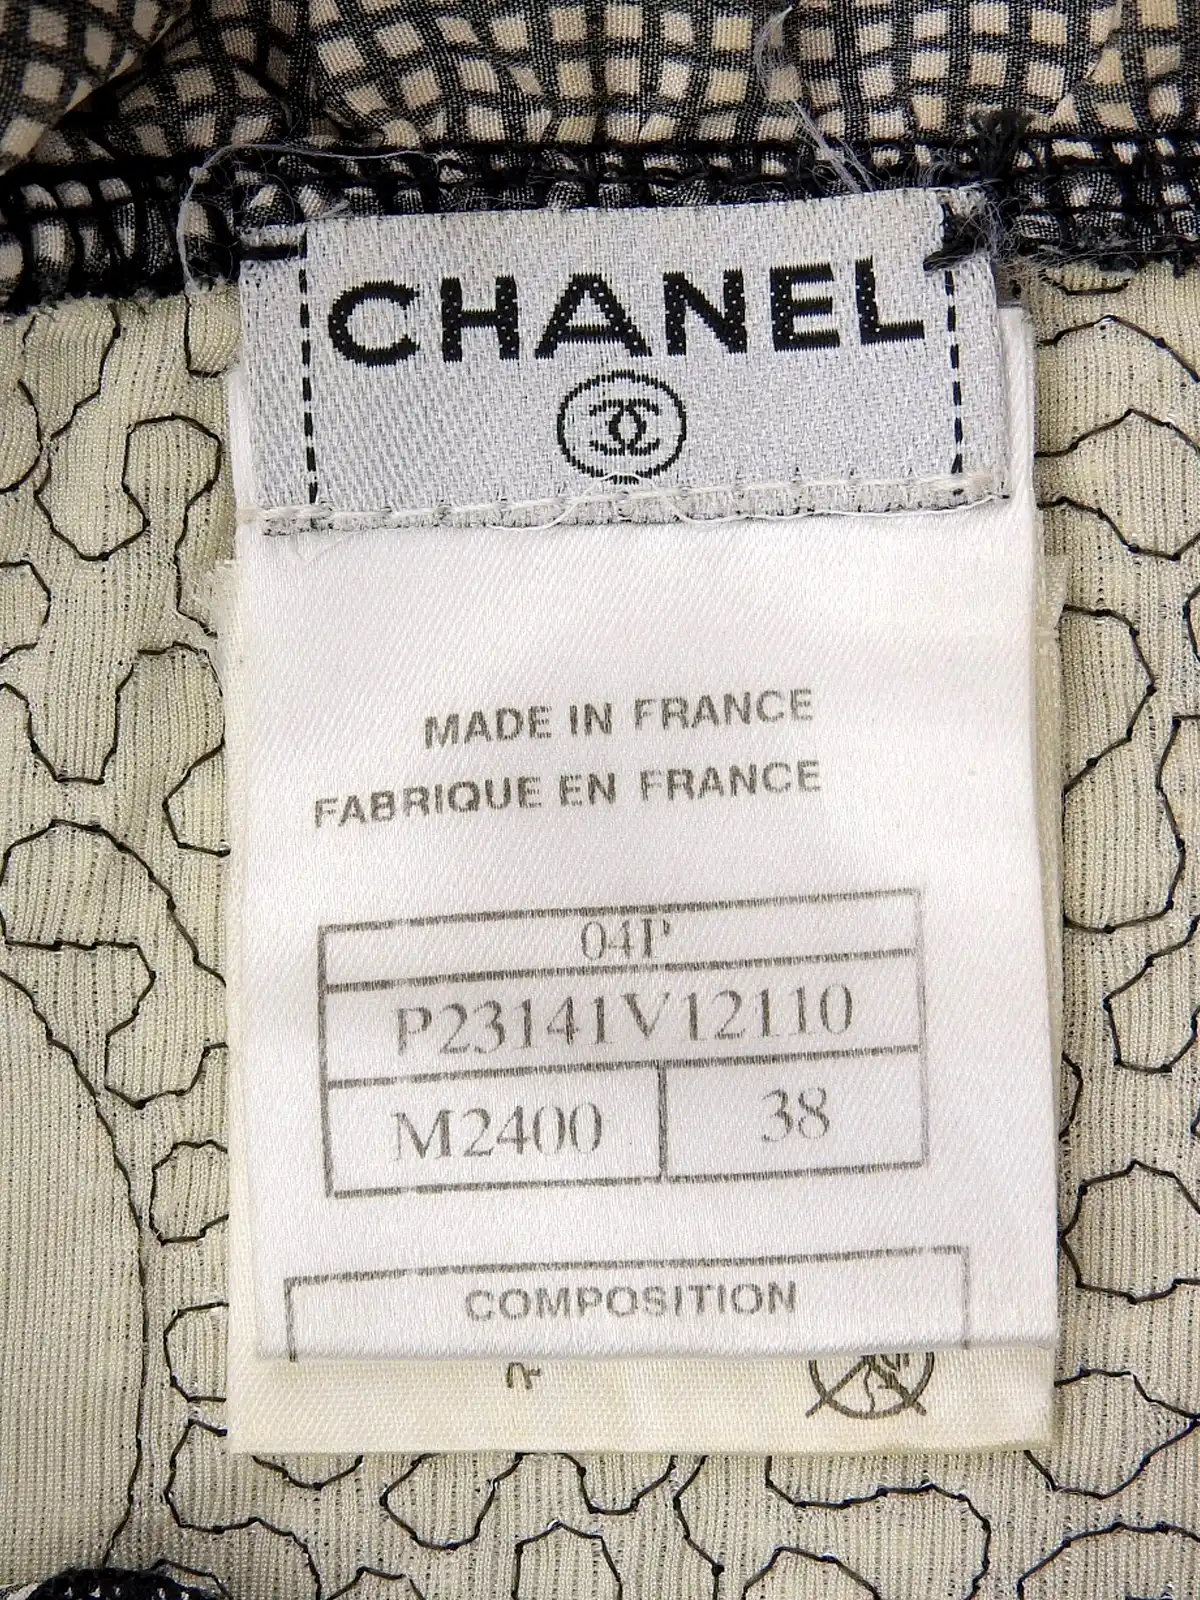 CHANEL
MADE IN FRANCE
FABRIQUE EN FRANCE
04P
P23141V12110
M2400 38
COMPOSITION